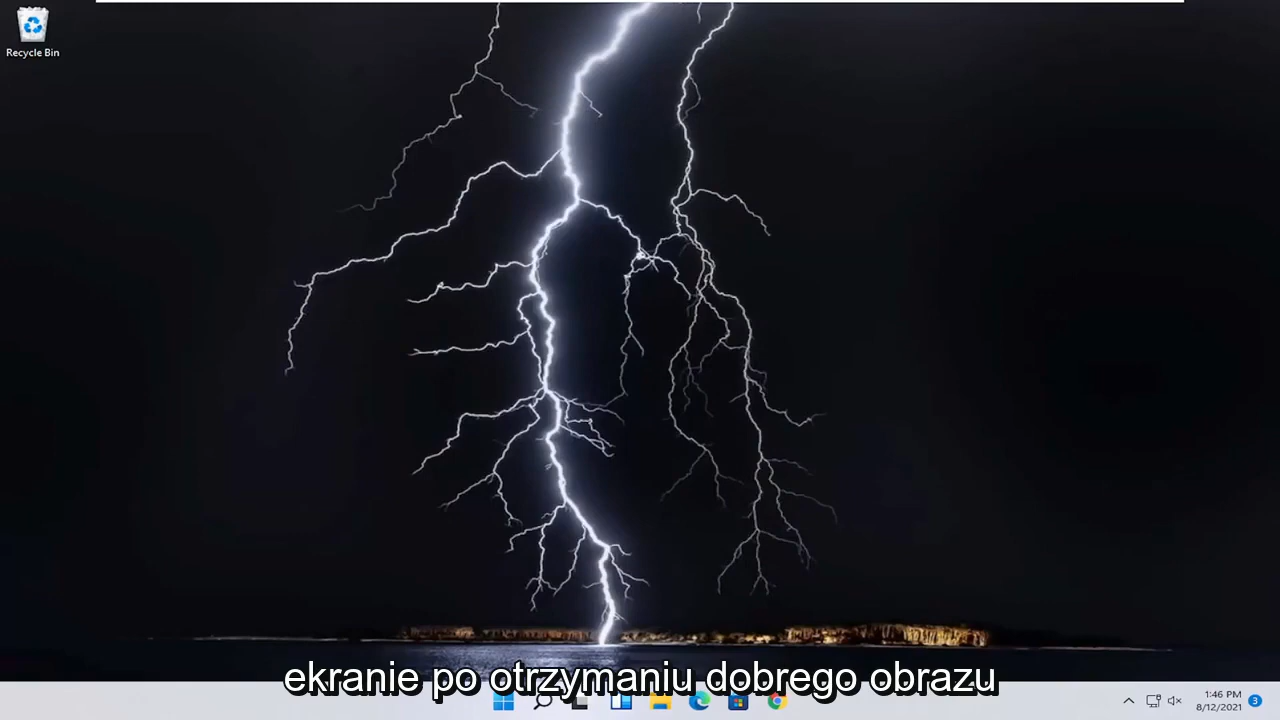 Recycle Bin
ekranie po otrzymaniu dobrego obrazu
1:46 PM
8/12/2021
3